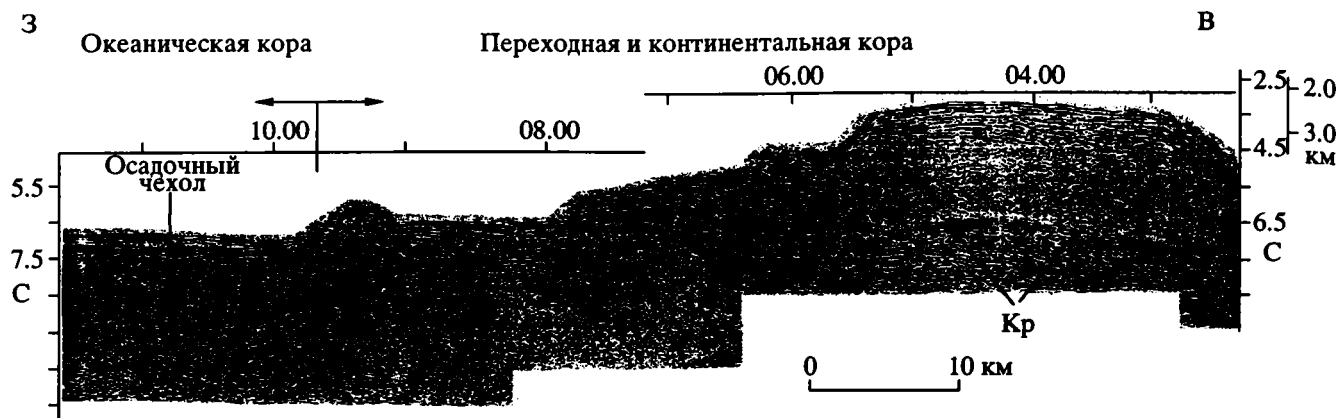 З
В
Океаническая кора
Переходная и континентальная кора
06.00
04.00
2.5
2.0
10.00
08.00
3.0
4.5
км
Осадочный
чехол
5.5
6.5
7.5
С
С
Кр
0
10 км